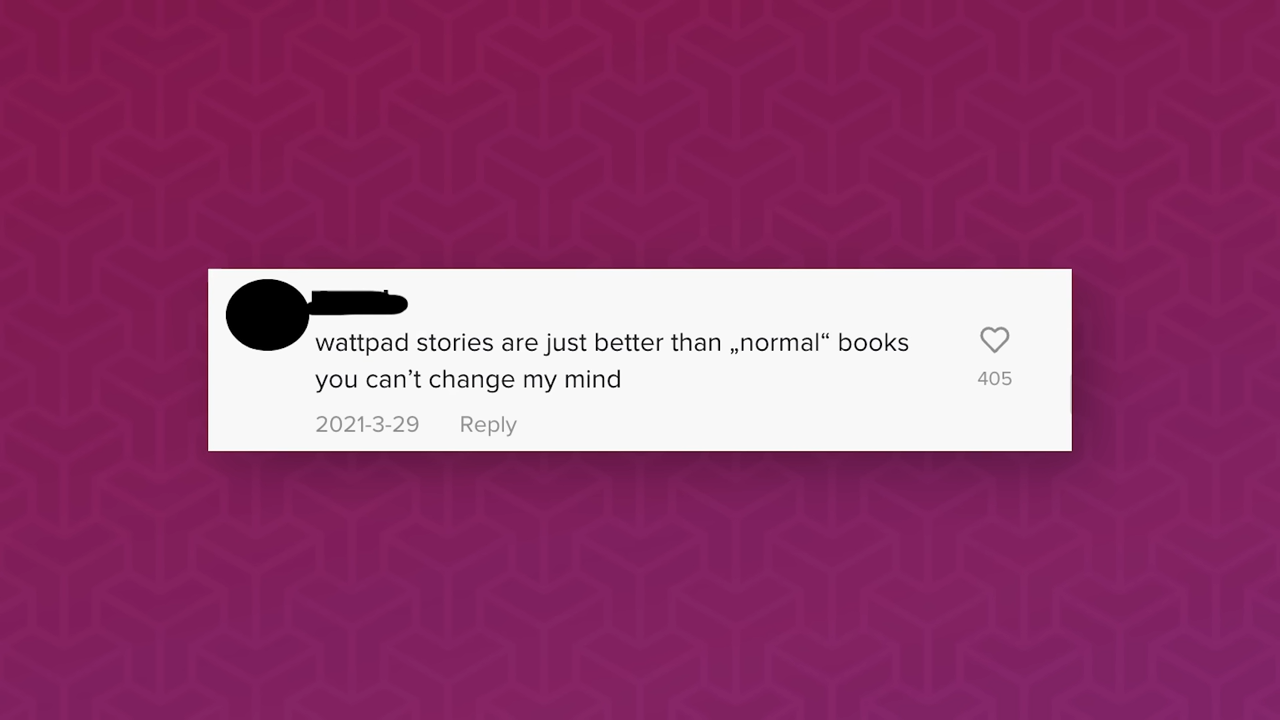 wattpad stories are just better than „normal“ books
you can’t change my mind
405
2021-3-29 Reply